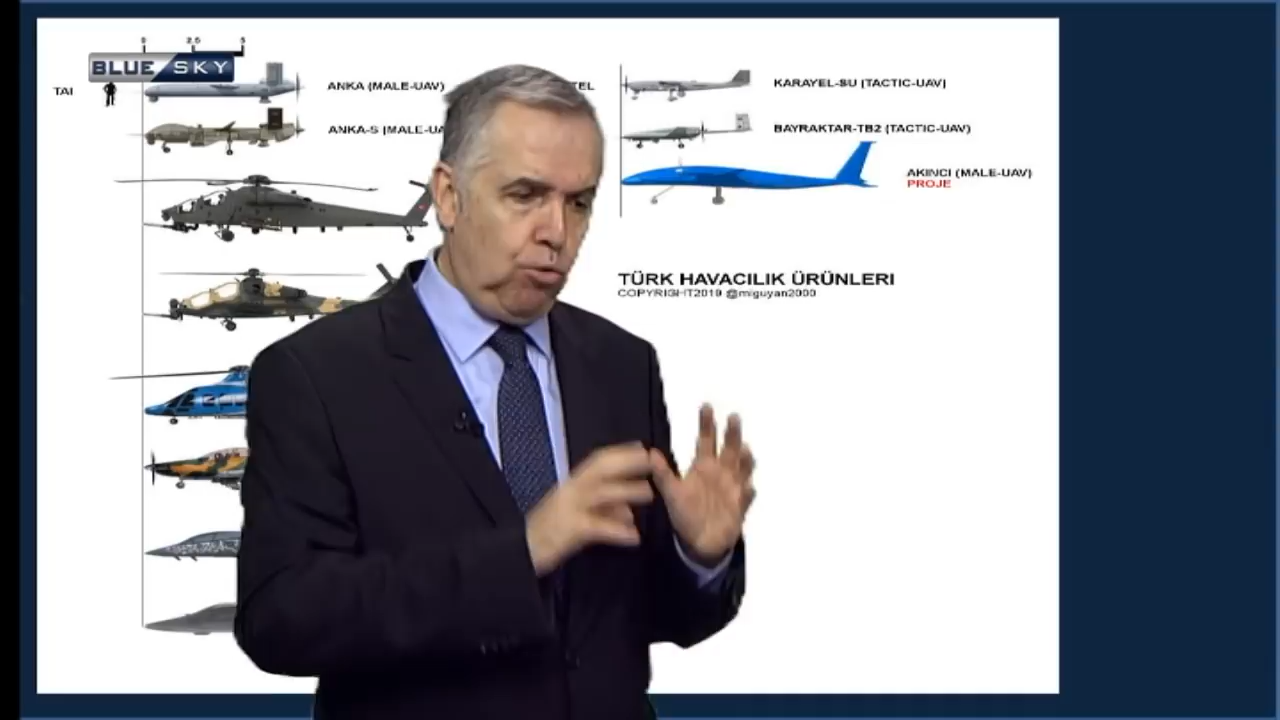 0 2.5 5
BLUE SKY
TAI
ANKA (MALE-UAV)
ANKA-S (MALE-UA
TEL
KARAYEL-SU (TACTIC-UAV)
BAYRAKTAR-TB2 (TACTIC-UAV)
AKINCI (MALE-UAV)
PROJE
TÜRK HAVACILIK ÜRÜNLERI
COPYRIGHT2019 @miguyan2000